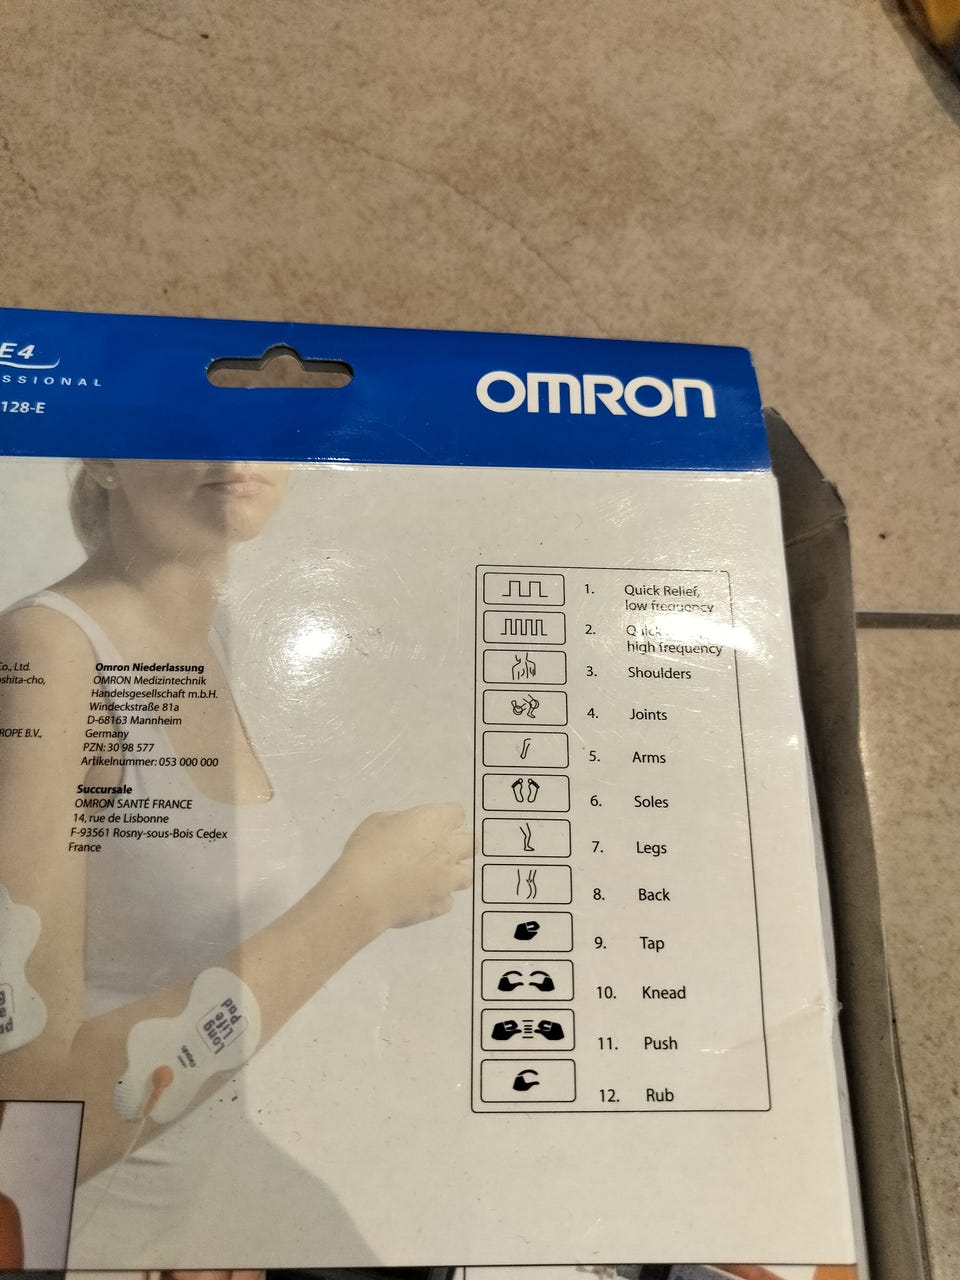 E4
SSIONAL
128-E
OMRON
Co., Ltd.
oshita-cho,
ROPE B.V.,
Omron Niederlassung
OMRON Medizintechnik
Handelsgesellschaft m.b.H.
Windeckstraße 81a
D-68163 Mannheim
Germany
PZN: 30 98 577
Artikelnummer: 053 000 000
Succursale
OMRON SANTÉ FRANCE
14, rue de Lisbonne
F-93561 Rosny-sous-Bois Cedex
France
1. Quick Relief,
low frequency
2. Quick
high frequency
3. Shoulders
4. Joints
5. Arms
6. Soles
7. Legs
8. Back
9. Tap
10. Knead
11. Push
12. Rub
Long
Life
Pad